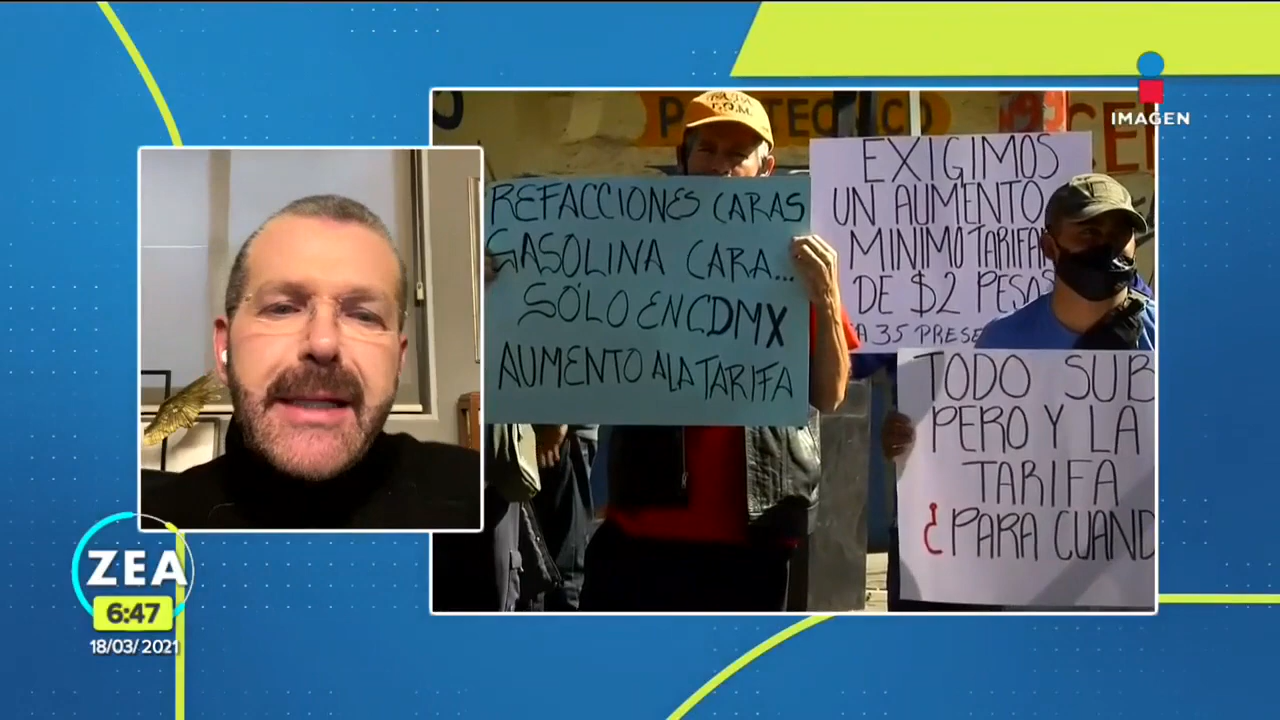 IMAGEN
REFACCIONES CARAS
GASOLINA CARA...
SÓLO EN CDMX
AUMENTO A LA TARIFA
EXIGIMOS
UN AUMENTO
MINIMO TARIFA
DE $2 PESOS
A 35 PRESE
TODO SUB
PERO Y LA
TARIFA
¿PARA CUAND
ZEA
6:47
18/03/2021